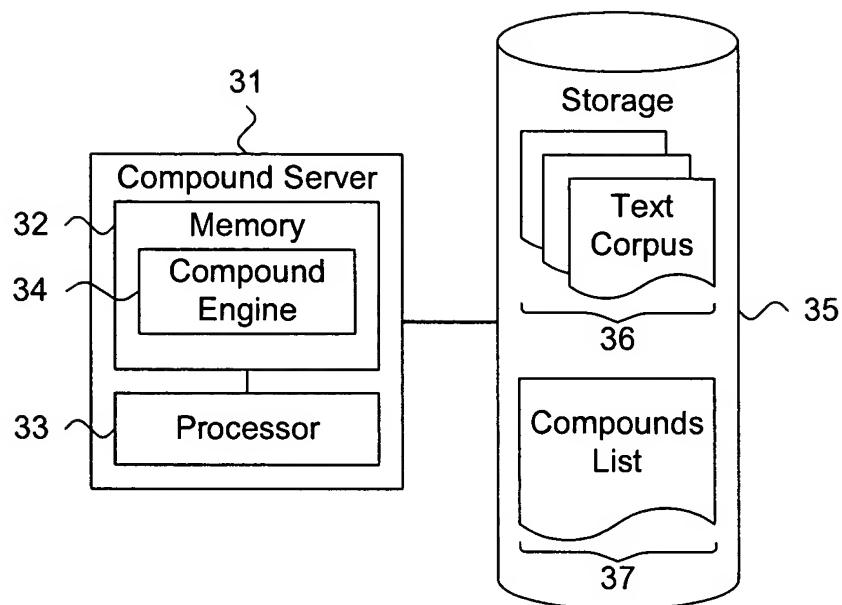 31
Compound Server
32
Memory
34
Compound
Engine
33
Processor
Storage
Text
Corpus
36
35
Compounds
List
37